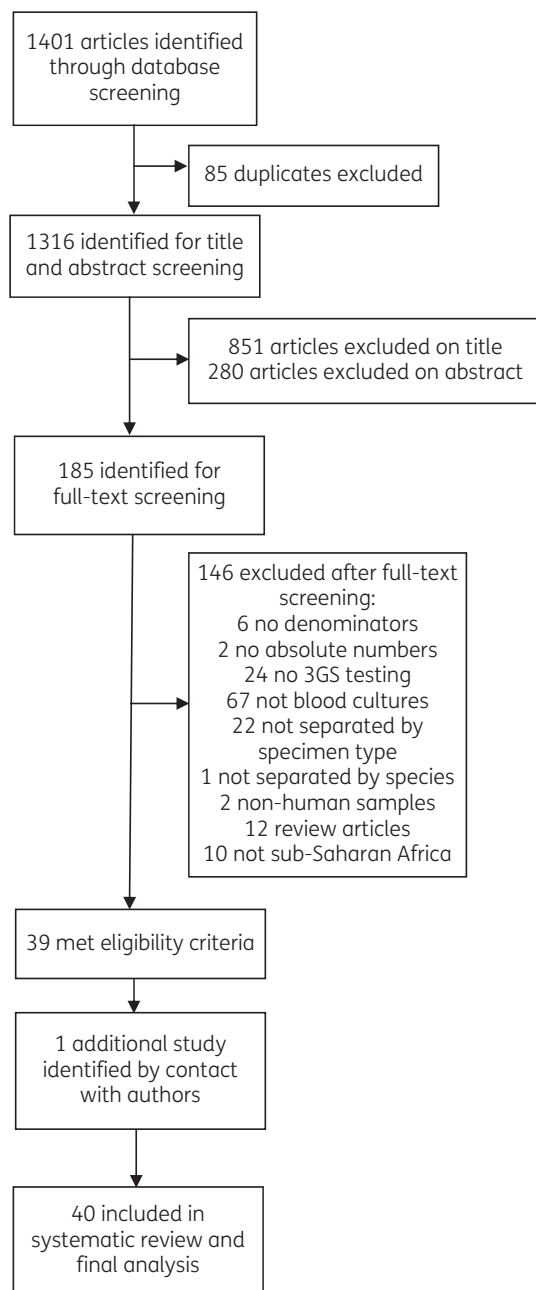 1401 articles identified
through database
screening
85 duplicates excluded
1316 identified for title
and abstract screening
851 articles excluded on title
280 articles excluded on abstract
185 identified for
full-text screening
146 excluded after full-text
screening:
6 no denominators
2 no absolute numbers
24 no 3GS testing
67 not blood cultures
22 not separated by
specimen type
1 not separated by species
2 non-human samples
12 review articles
10 not sub-Saharan Africa
39 met eligibility criteria
1 additional study
identified by contact
with authors
40 included in
systematic review and
final analysis